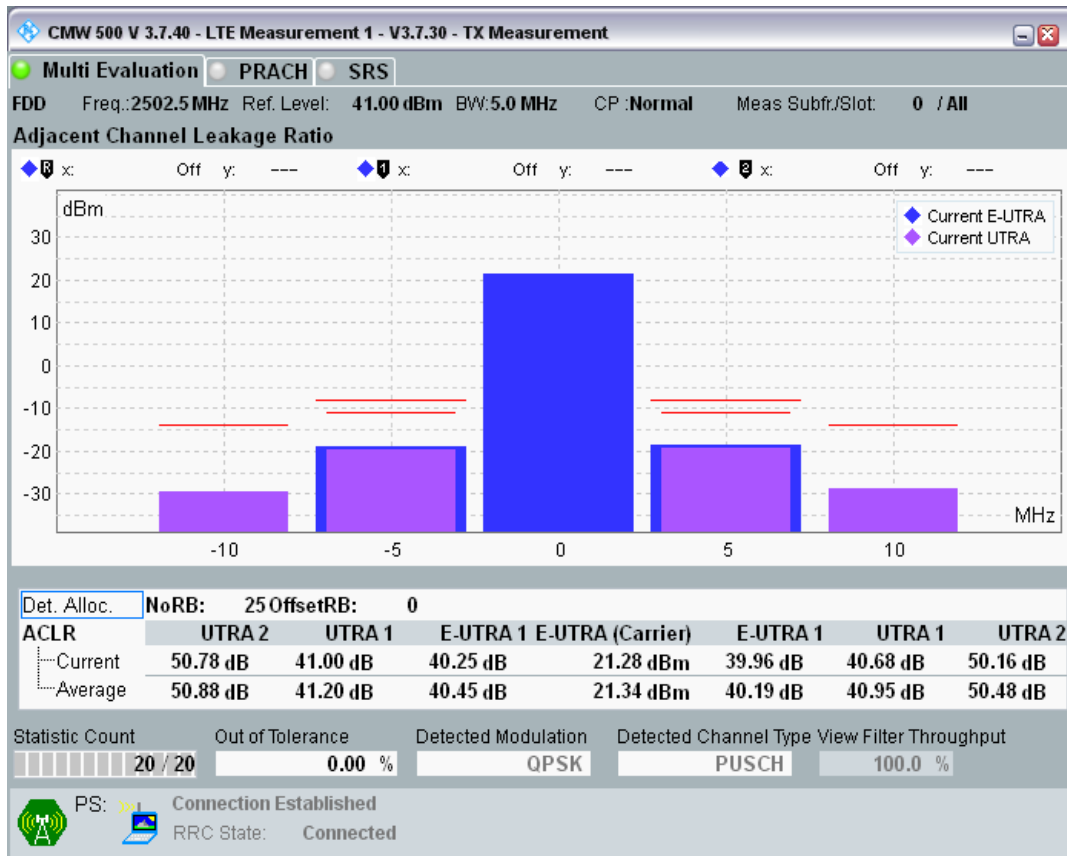 CMW 500 V 3.7.40 - LTE Measurement 1 - V3.7.30 - TX Measurement
Multi Evaluation PRACH SRS
FDD Freq.:2502.5 MHz Ref. Level: 41.00 dBm BW:5.0 MHz CP :Normal Meas Subfr./Slot: 0 / All
Adjacent Channel Leakage Ratio
R x: Off y: --- 1 x: Off y: --- 2 x: Off y: ---
dBm
Current E-UTRA
Current UTRA
30
20
10
0
-10
-20
-30
MHz
-10 -5 0 5 10
Det. Alloc. NoRB: 25 OffsetRB: 0
ACLR UTRA 2 UTRA 1 E-UTRA 1 E-UTRA (Carrier) E-UTRA 1 UTRA 1 UTRA 2
Current 50.78 dB 41.00 dB 40.25 dB 21.28 dBm 39.96 dB 40.68 dB 50.16 dB
Average 50.88 dB 41.20 dB 40.45 dB 21.34 dBm 40.19 dB 40.95 dB 50.48 dB
Statistic Count Out of Tolerance Detected Modulation Detected Channel Type View Filter Throughput
20 / 20 0.00 % QPSK PUSCH 100.0 %
PS: Connection Established
RRC State: Connected